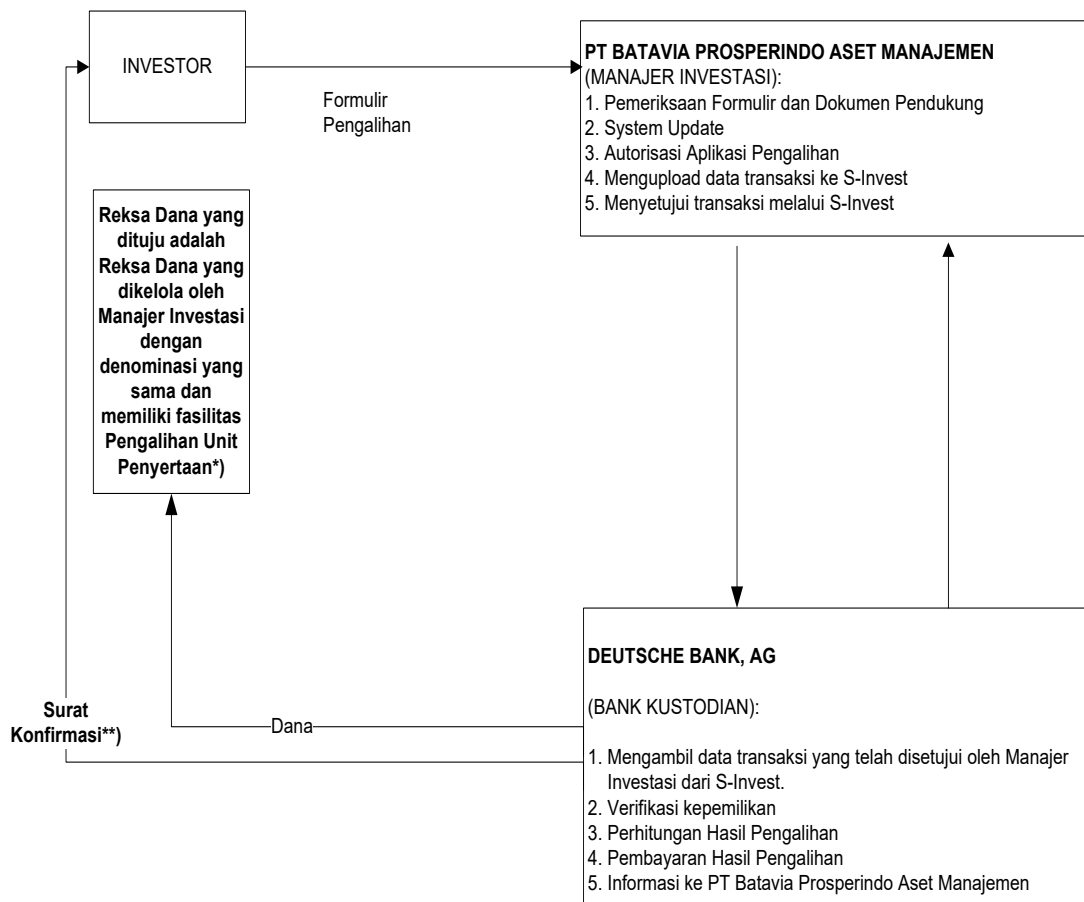 INVESTOR
Formulir
Pengalihan
PT BATAVIA PROSPERINDO ASET MANAJEMEN
(MANAJER INVESTASI):
1. Pemeriksaan Formulir dan Dokumen Pendukung
2. System Update
3. Autorisasi Aplikasi Pengalihan
4. Mengupload data transaksi ke S-Invest
5. Menyetujui transaksi melalui S-Invest
Reksa Dana yang
dituju adalah
Reksa Dana yang
dikelola oleh
Manajer Investasi
dengan
denominasi yang
sama dan
memiliki fasilitas
Pengalihan Unit
Penyertaan*)
Surat
Konfirmasi**)
Dana
DEUTSCHE BANK, AG
(BANK KUSTODIAN):
1. Mengambil data transaksi yang telah disetujui oleh Manajer
Investasi dari S-Invest.
2. Verifikasi kepemilikan
3. Perhitungan Hasil Pengalihan
4. Pembayaran Hasil Pengalihan
5. Informasi ke PT Batavia Prosperindo Aset Manajemen